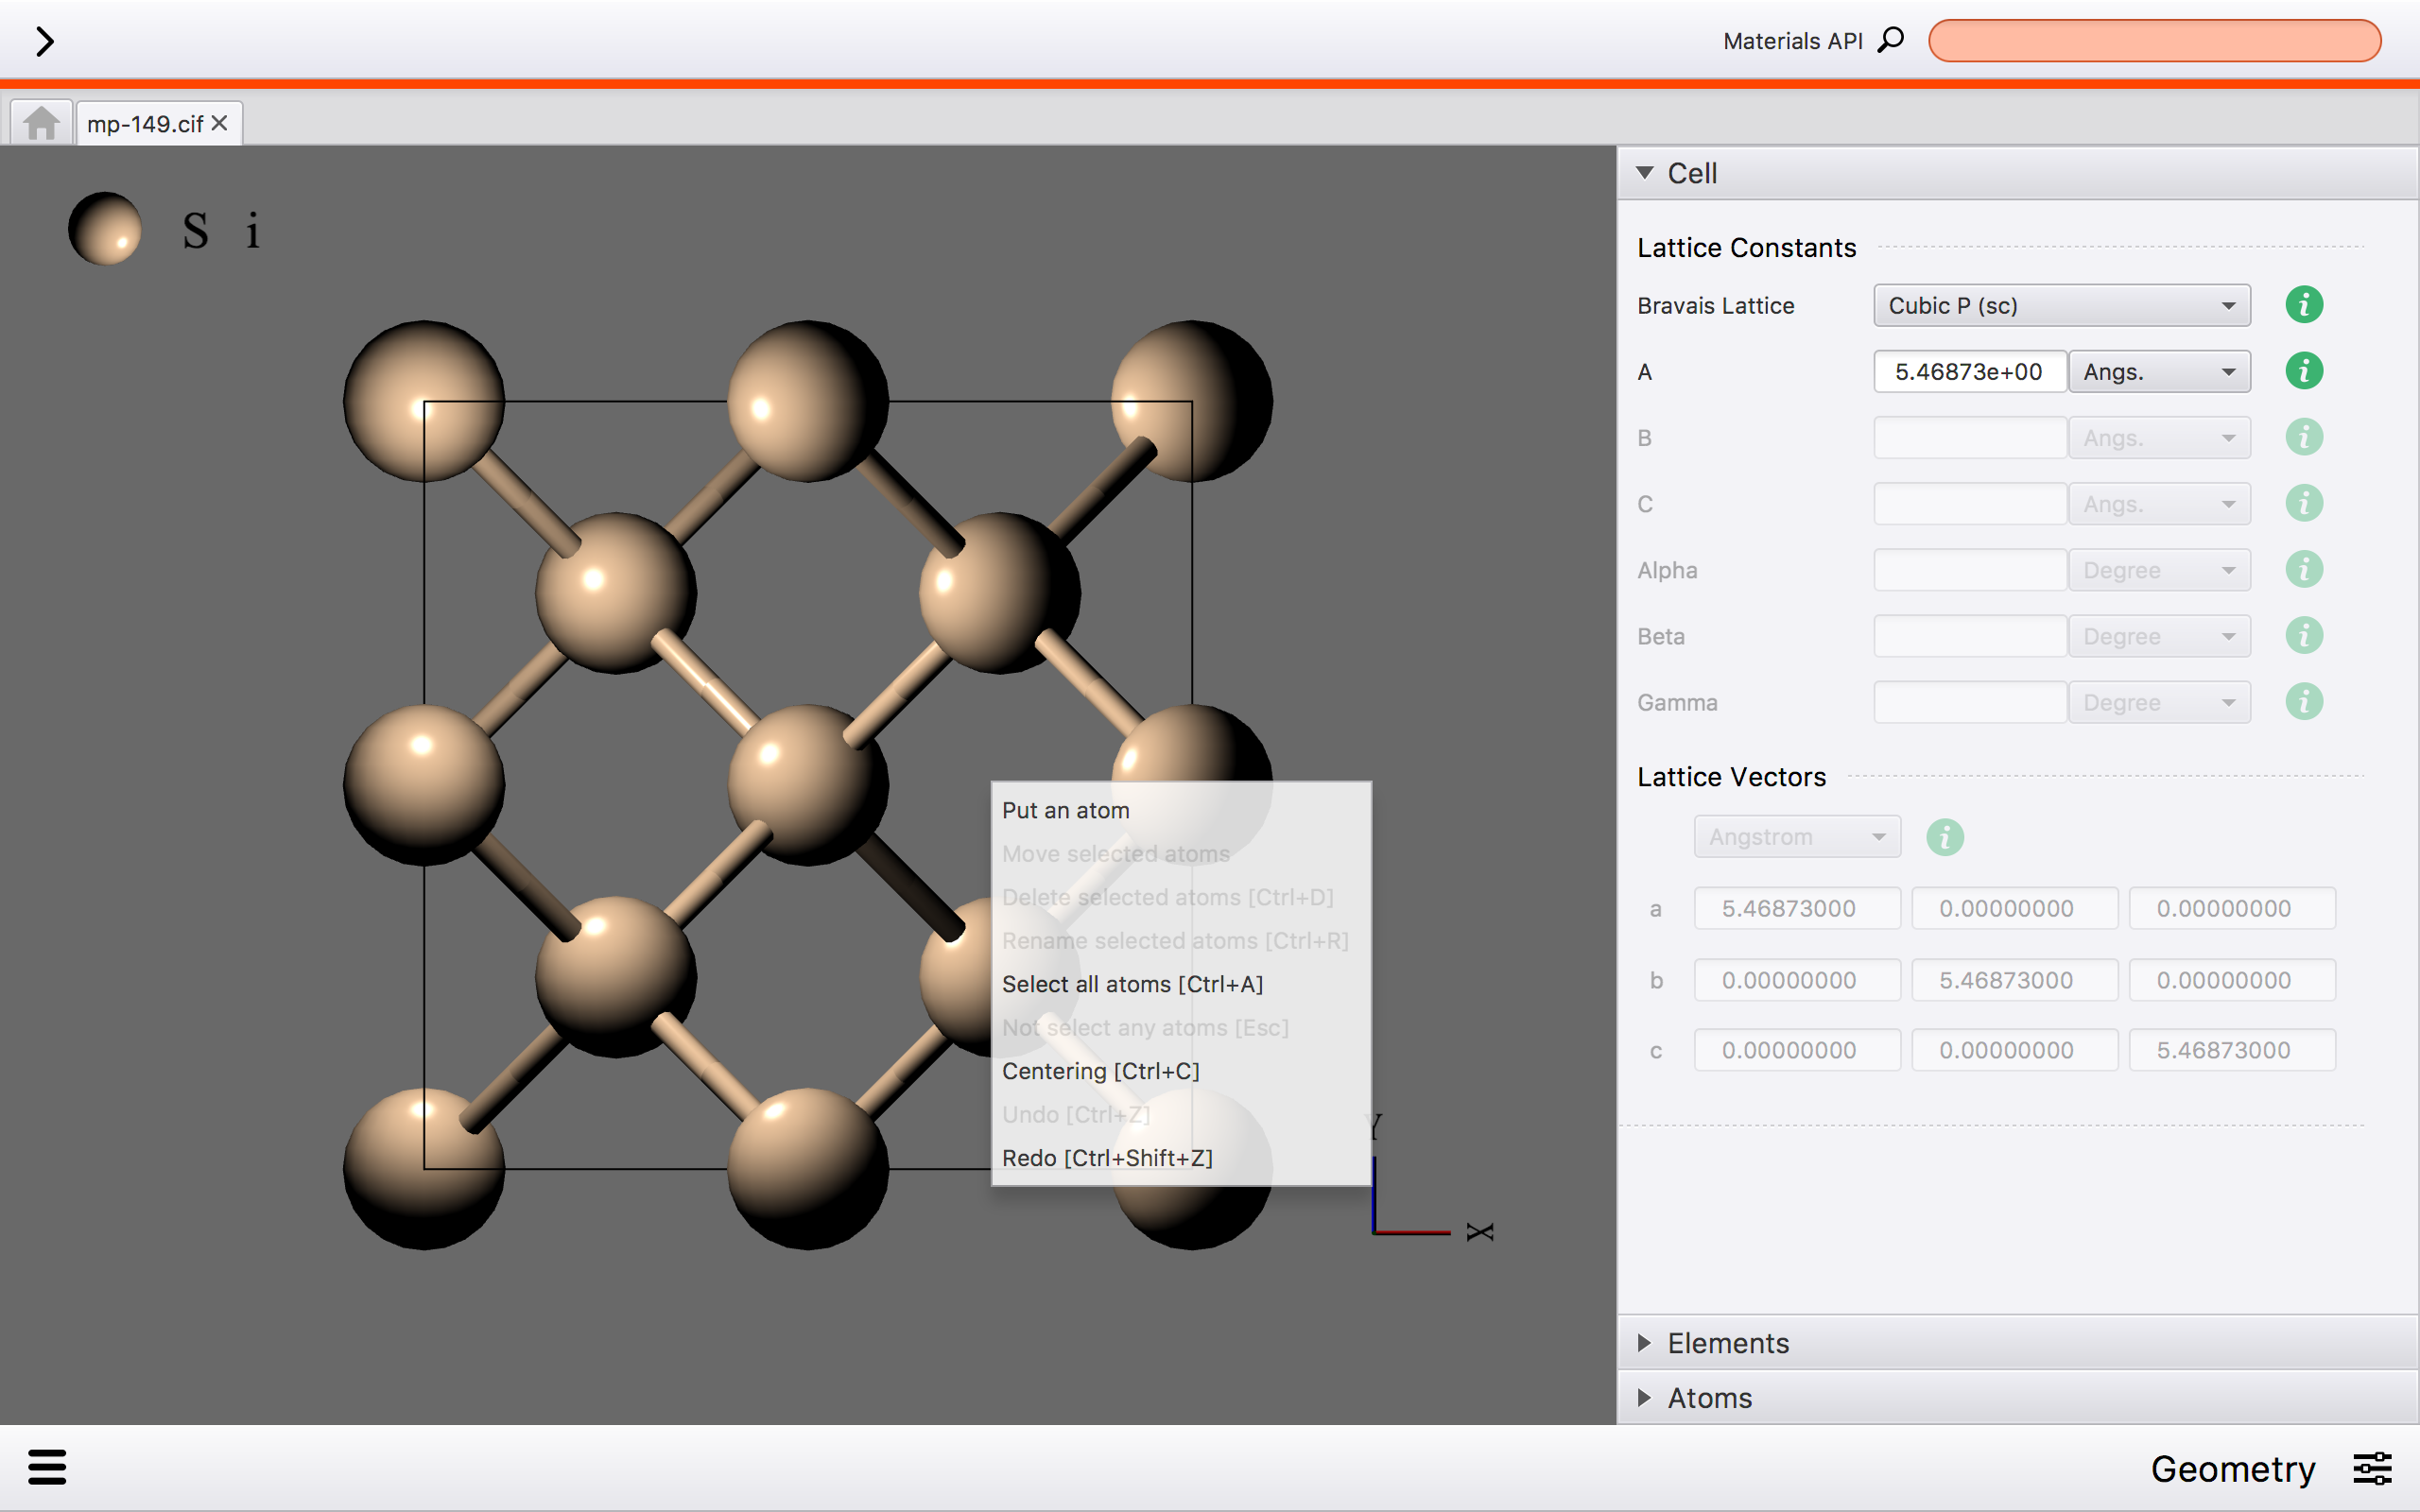 Materials API
mp-149.cif
S i
Put an atom
Move selected atoms
Delete selected atoms [Ctrl+D]
Rename selected atoms [Ctrl+R]
Select all atoms [Ctrl+A]
Not select any atoms [Esc]
Centering [Ctrl+C]
Undo [Ctrl+Z]
Redo [Ctrl+Shift+Z]
Y
X
Cell
Lattice Constants
Bravais Lattice Cubic P (sc) i
A 5.46873e+00 Angs. i
B Angs. i
C Angs. i
Alpha Degree i
Beta Degree i
Gamma Degree i
Lattice Vectors
Angstrom i
a 5.46873000 0.00000000 0.00000000
b 0.00000000 5.46873000 0.00000000
c 0.00000000 0.00000000 5.46873000
Elements
Atoms
Geometry